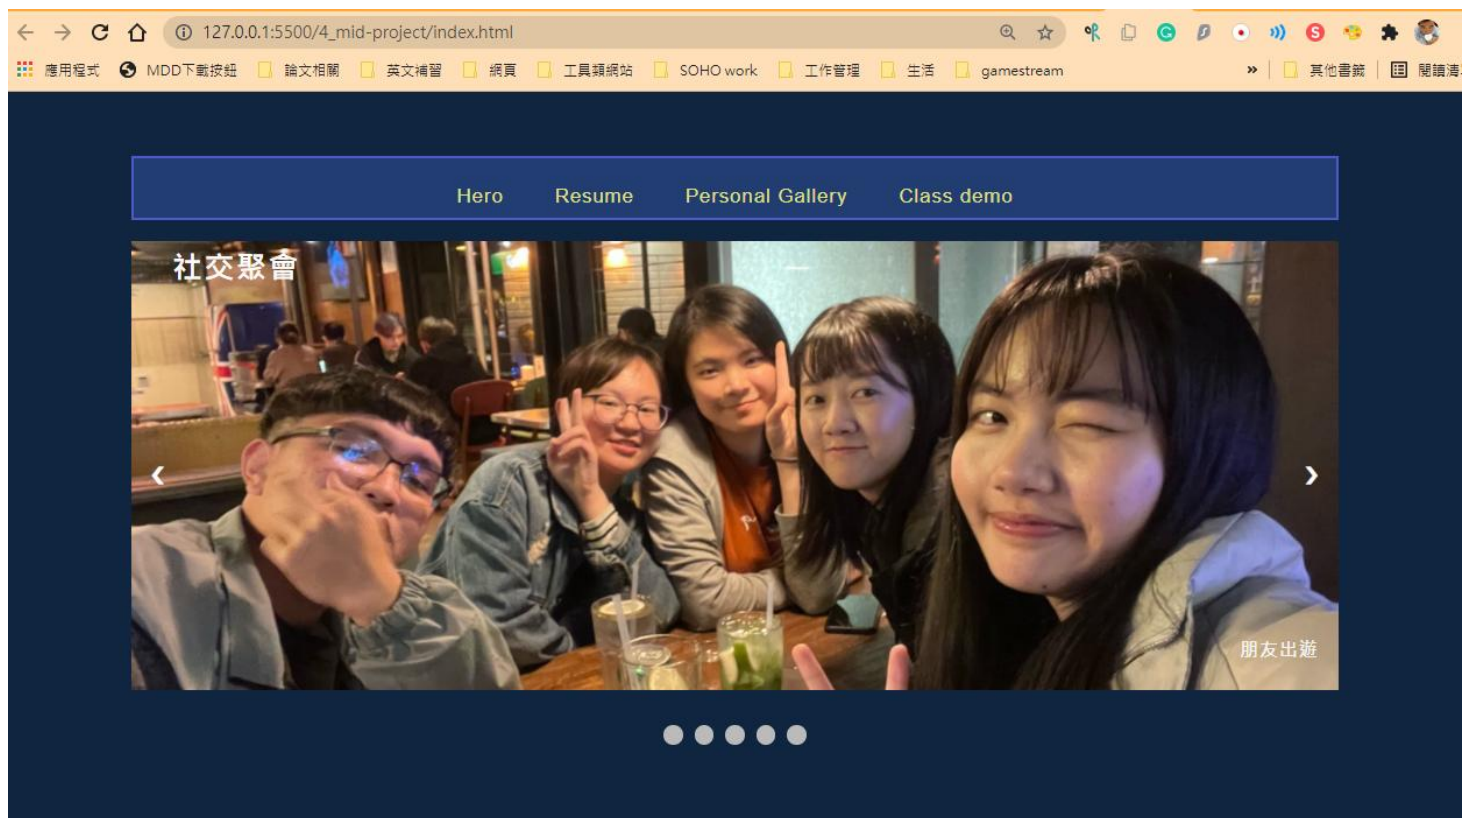 127.0.0.1:5500/4_mid-project/index.html
應用程式 MDD下載按鈕 論文相關 英文補習 網頁 工具類網站 SOHO work 工作管理 生活 gamestream » 其他書籤 閱讀清
Hero Resume Personal Gallery Class demo
社交聚會
‹ ›
朋友出遊